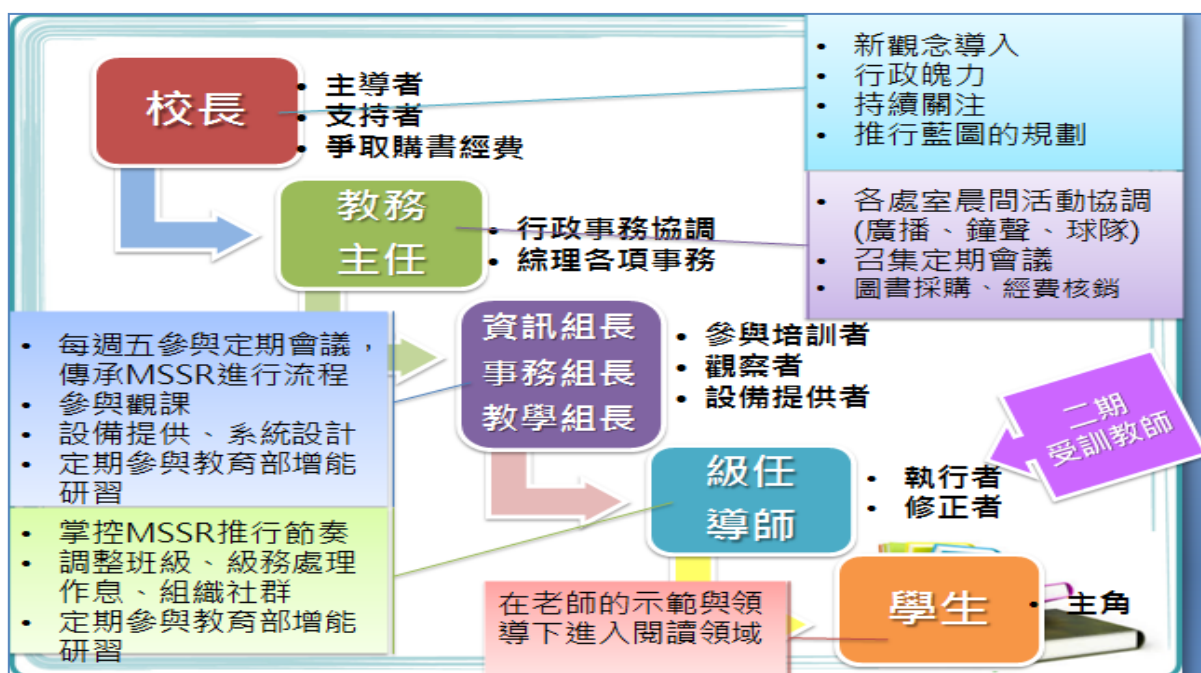 校長
• 主導者
• 支持者
• 爭取購書經費
• 新觀念導入
• 行政魄力
• 持續關注
• 推行藍圖的規劃
教務
主任
• 行政事務協調
• 綜理各項事務
• 各處室晨間活動協調
(廣播、鐘聲、球隊)
• 召集定期會議
• 圖書採購、經費核銷
資訊組長
事務組長
教學組長
• 參與培訓者
• 觀察者
• 設備提供者
• 每週五參與定期會議，
傳承MSSR進行流程
• 參與觀課
• 設備提供、系統設計
• 定期參與教育部增能
研習
二期
受訓教師
級任
導師
• 執行者
• 修正者
• 掌控MSSR推行節奏
• 調整班級、級務處理
作息、組織社群
• 定期參與教育部增能
研習
學生
• 主角
在老師的示範與領
導下進入閱讀領域